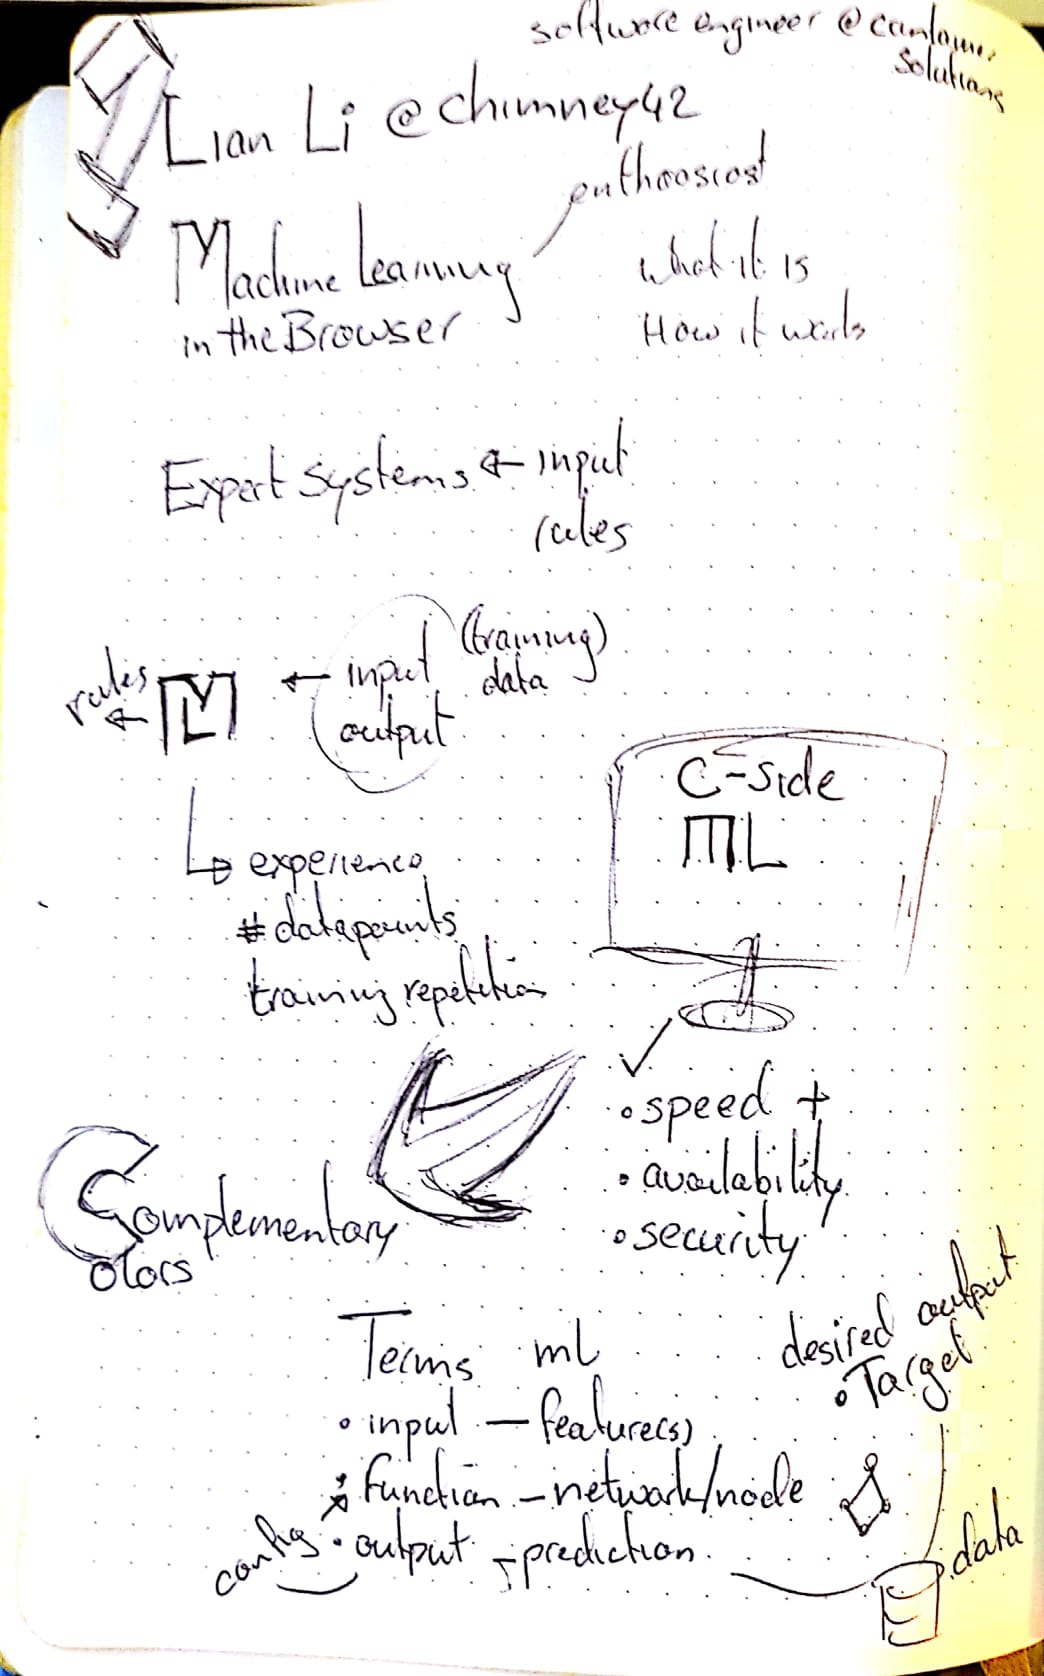 software engineer @
Solutions
Lian Li @chimney42
enthousiast
Machine Learning
in the Browser
What it is
How it works
Expert Systems ← input
rules
rules ← ML ← input (training)
data
output
C-side
ML
experience
# datapoints
training repetition
✓
• speed +
• availability
• security
Complementary
Colors
Terms ml
desired output
• Target
• input — feature(s)
• function — network/node
config • output — prediction
data